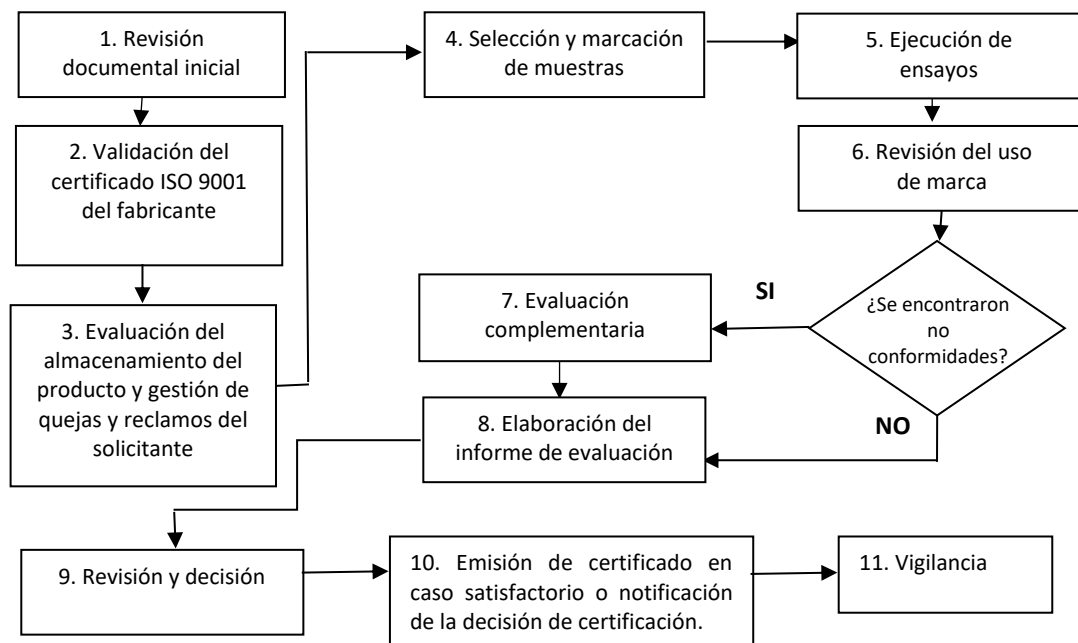 1. Revisión
documental inicial
2. Validación del
certificado ISO 9001
del fabricante
3. Evaluación del
almacenamiento del
producto y gestión de
quejas y reclamos del
solicitante
4. Selección y marcación
de muestras
5. Ejecución de
ensayos
6. Revisión del uso
de marca
¿Se encontraron
no
conformidades?
SI
7. Evaluación
complementaria
NO
8. Elaboración del
informe de evaluación
9. Revisión y decisión
10. Emisión de certificado en
caso satisfactorio o notificación
de la decisión de certificación.
11. Vigilancia